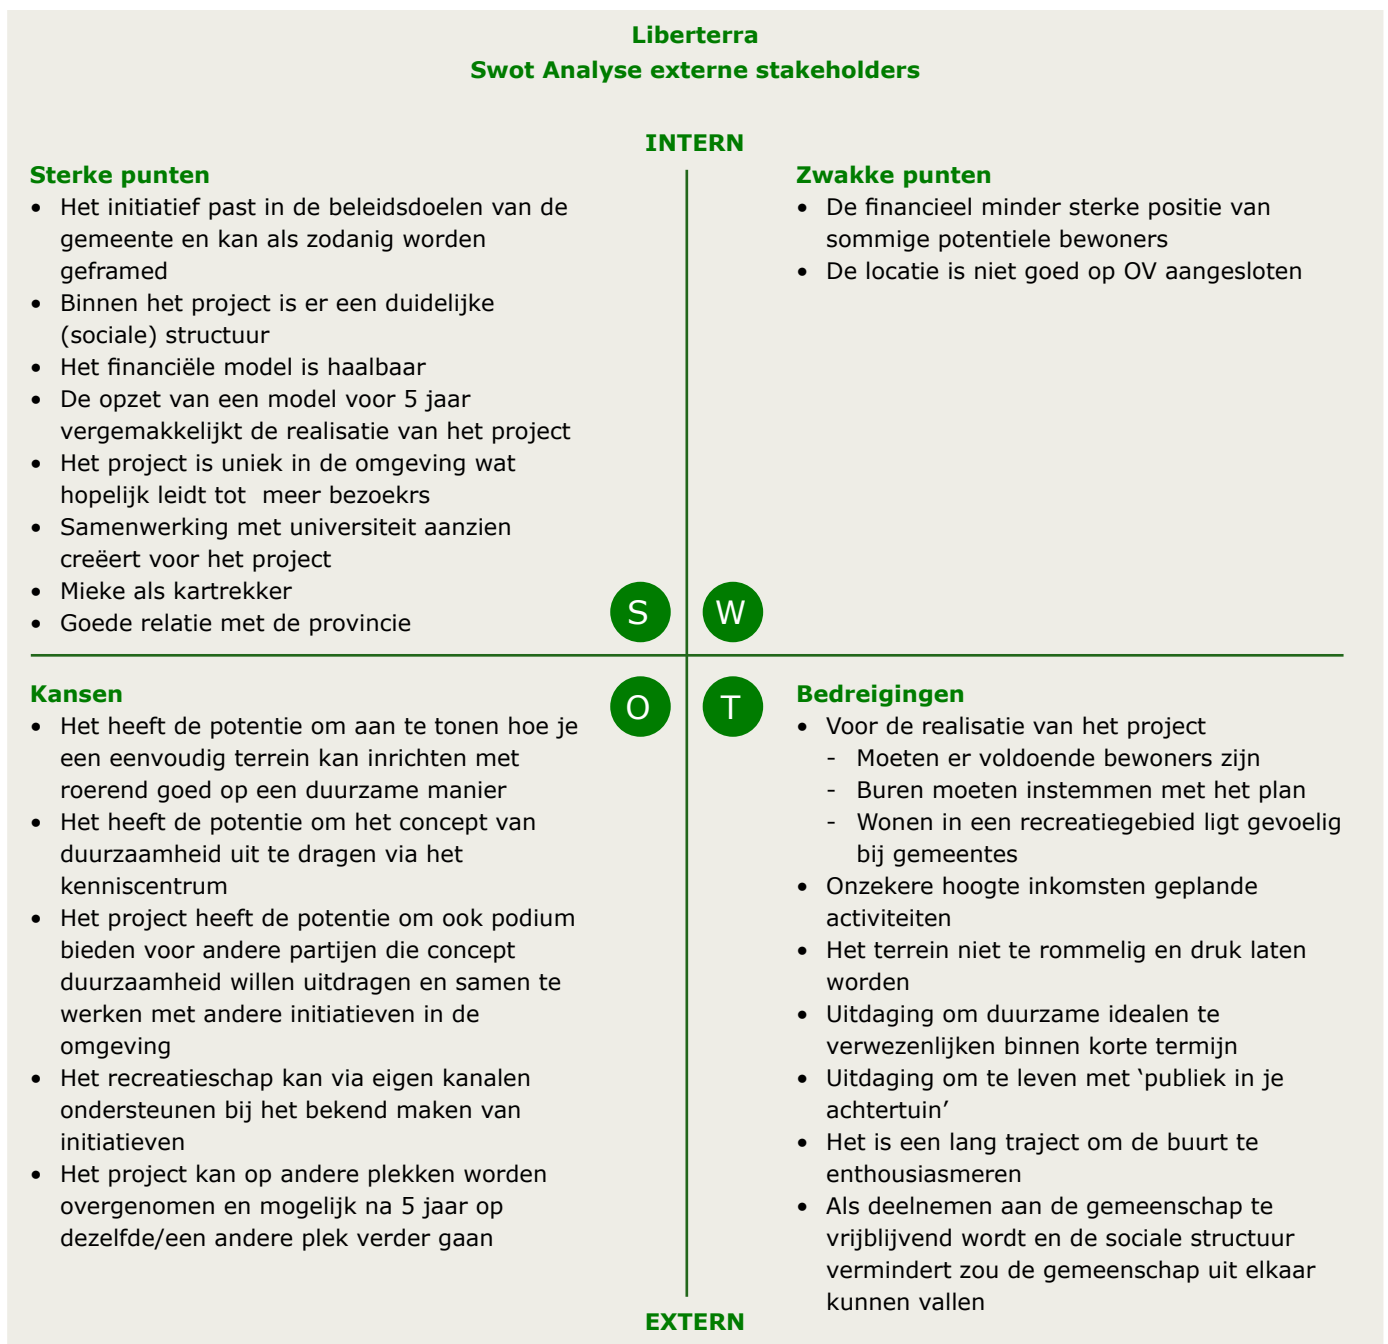 Liberterra
Swot Analyse externe stakeholders
INTERN
Sterke punten
• Het initiatief past in de beleidsdoelen van de
gemeente en kan als zodanig worden
geframed
• Binnen het project is er een duidelijke
(sociale) structuur
• Het financiële model is haalbaar
• De opzet van een model voor 5 jaar
vergemakkelijkt de realisatie van het project
• Het project is uniek in de omgeving wat
hopelijk leidt tot  meer bezoekrs
• Samenwerking met universiteit aanzien
creëert voor het project
• Mieke als kartrekker
• Goede relatie met de provincie
Zwakke punten
• De financieel minder sterke positie van
sommige potentiele bewoners
• De locatie is niet goed op OV aangesloten
S
W
O
T
Kansen
• Het heeft de potentie om aan te tonen hoe je
een eenvoudig terrein kan inrichten met
roerend goed op een duurzame manier
• Het heeft de potentie om het concept van
duurzaamheid uit te dragen via het
kenniscentrum
• Het project heeft de potentie om ook podium
bieden voor andere partijen die concept
duurzaamheid willen uitdragen en samen te
werken met andere initiatieven in de
omgeving
• Het recreatieschap kan via eigen kanalen
ondersteunen bij het bekend maken van
initiatieven
• Het project kan op andere plekken worden
overgenomen en mogelijk na 5 jaar op
dezelfde/een andere plek verder gaan
Bedreigingen
• Voor de realisatie van het project
- Moeten er voldoende bewoners zijn
- Buren moeten instemmen met het plan
- Wonen in een recreatiegebied ligt gevoelig
bij gemeentes
• Onzekere hoogte inkomsten geplande
activiteiten
• Het terrein niet te rommelig en druk laten
worden
• Uitdaging om duurzame idealen te
verwezenlijken binnen korte termijn
• Uitdaging om te leven met ‘publiek in je
achtertuin’
• Het is een lang traject om de buurt te
enthousiasmeren
• Als deelnemen aan de gemeenschap te
vrijblijvend wordt en de sociale structuur
vermindert zou de gemeenschap uit elkaar
kunnen vallen
EXTERN